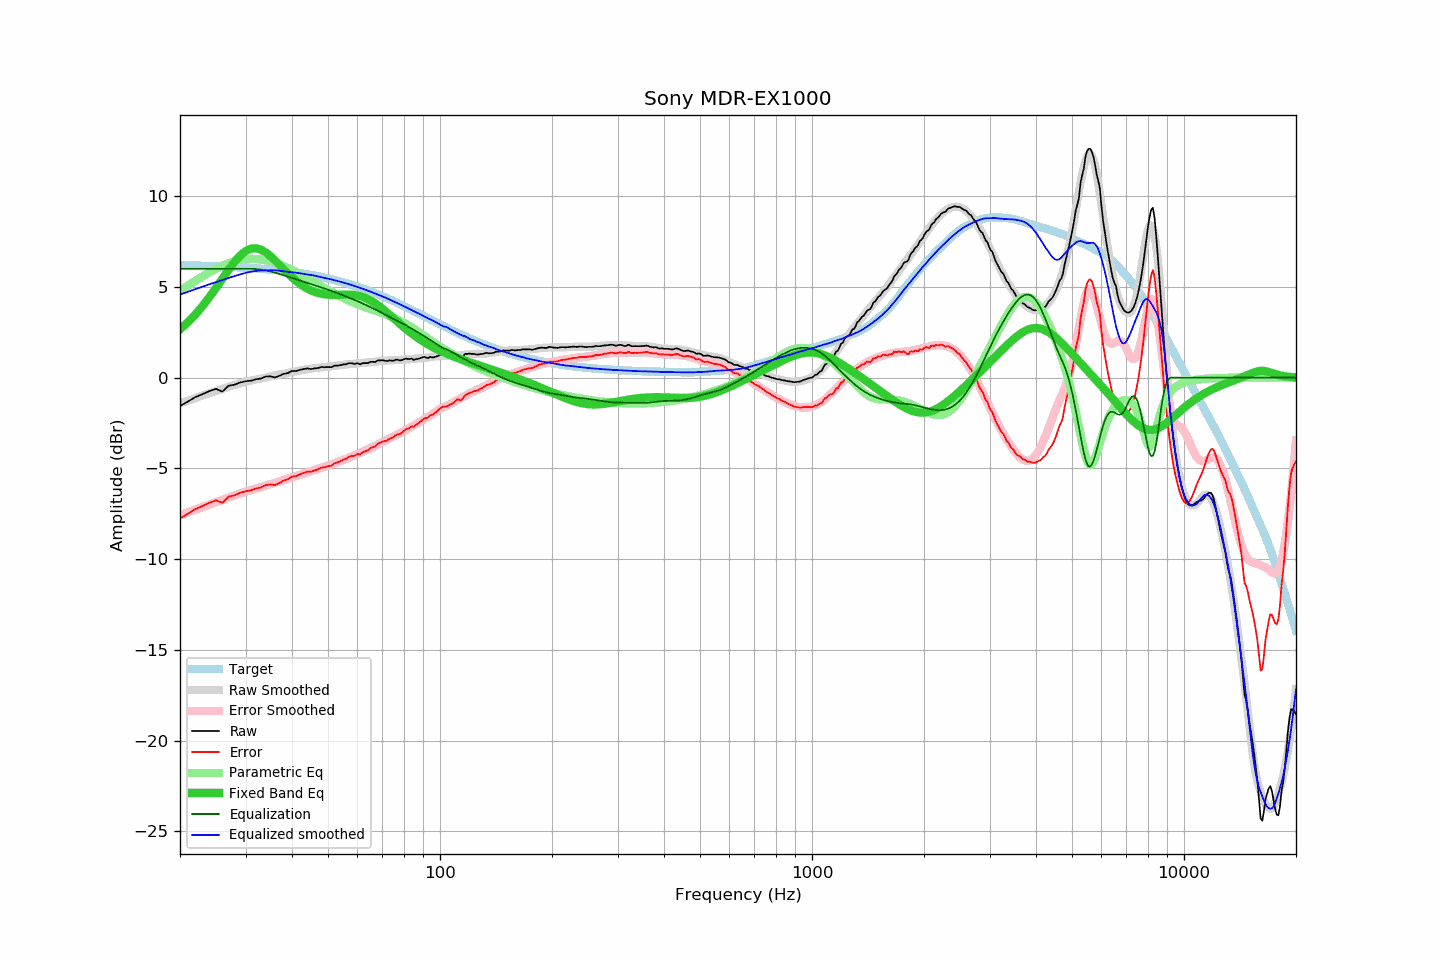 Sony MDR-EX1000
Amplitude (dBr)
10
5
0
−5
−10
−15
−20
−25
Target
Raw Smoothed
Error Smoothed
Raw
Error
Parametric Eq
Fixed Band Eq
Equalization
Equalized smoothed
100
1000
10000
Frequency (Hz)